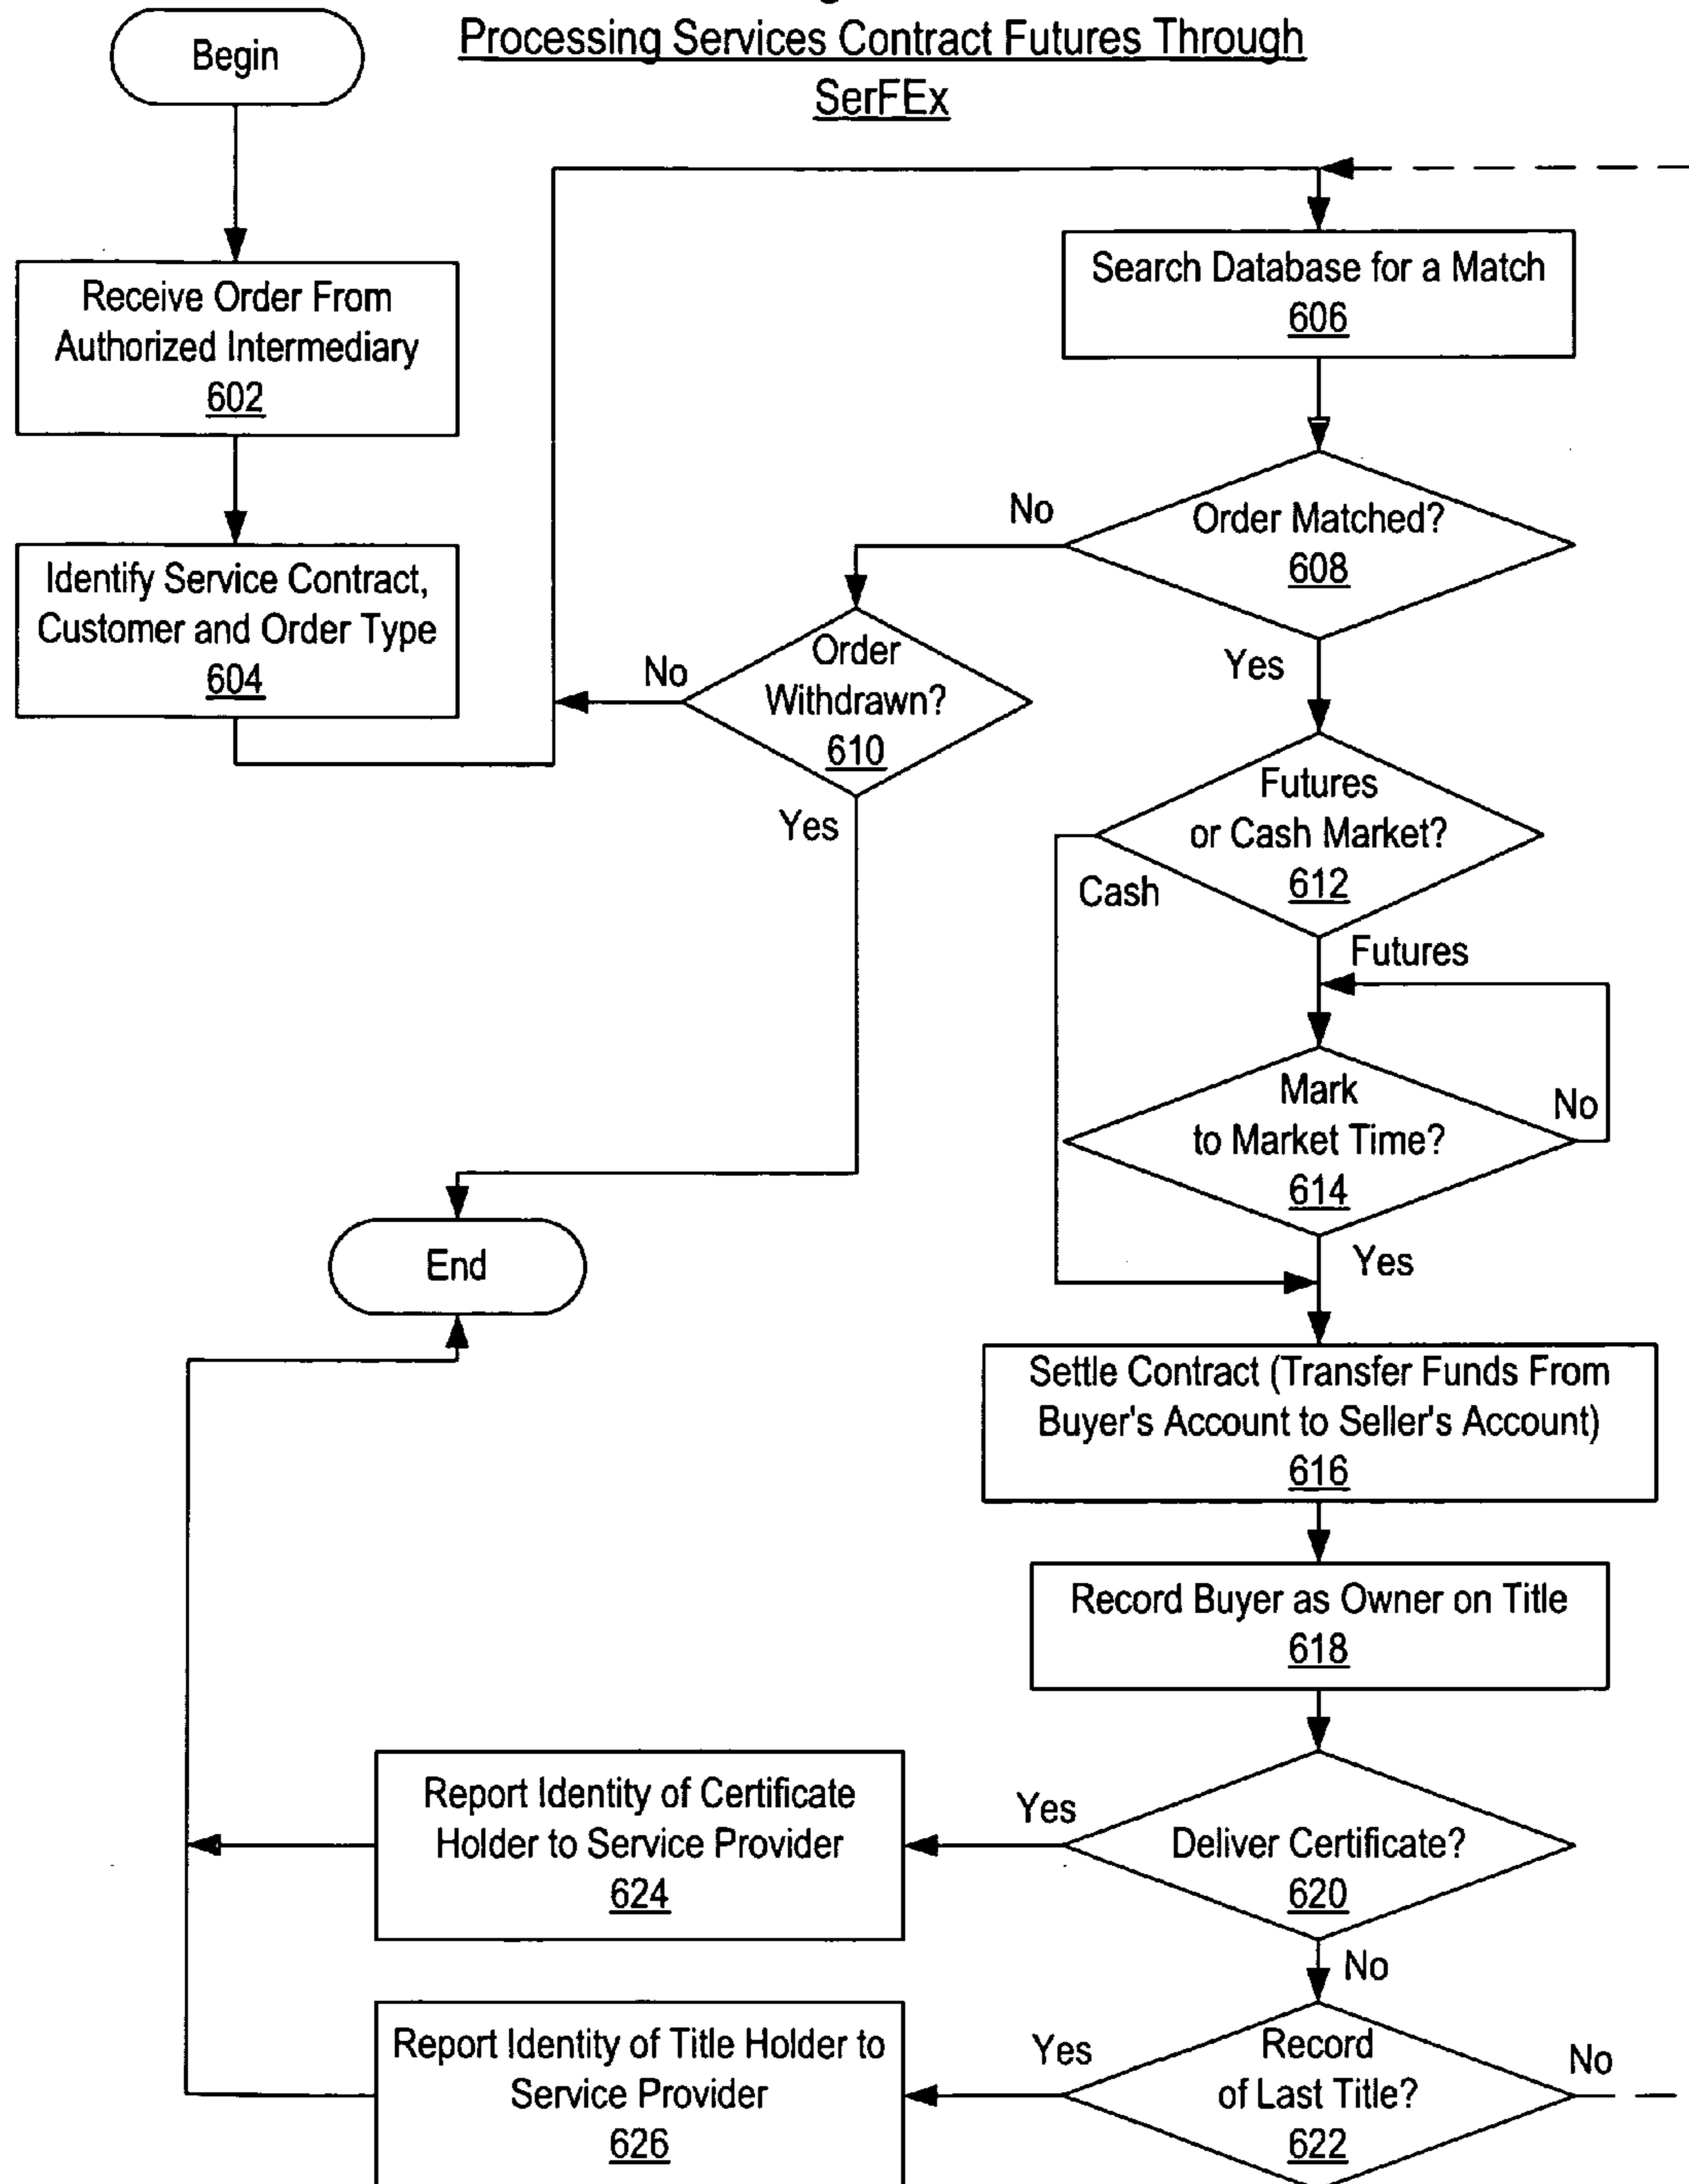 Processing Services Contract Futures Through
SerFEx
Begin
Receive Order From
Authorized Intermediary
602
Identify Service Contract,
Customer and Order Type
604
Search Database for a Match
606
Order Matched?
608
No
Yes
Order
Withdrawn?
610
No
Yes
Futures
or Cash Market?
612
Cash
Futures
Mark
to Market Time?
614
No
Yes
End
Settle Contract (Transfer Funds From
Buyer's Account to Seller's Account)
616
Record Buyer as Owner on Title
618
Deliver Certificate?
620
Yes
No
Report Identity of Certificate
Holder to Service Provider
624
Record
of Last Title?
622
Yes
No
Report Identity of Title Holder to
Service Provider
626